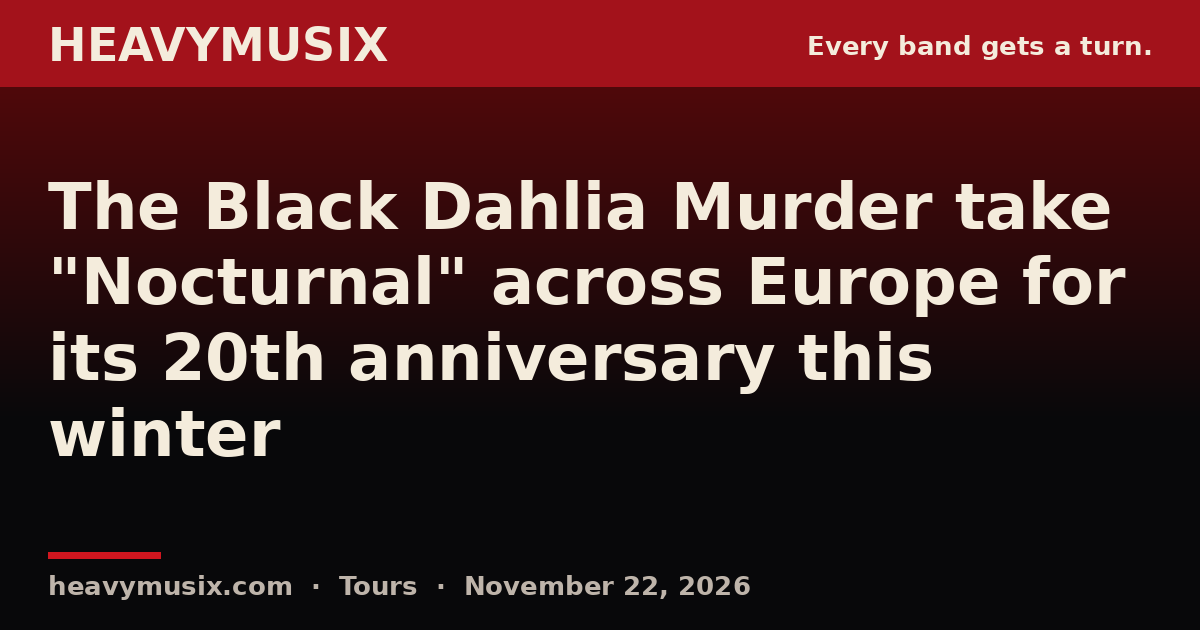 HEAVYMUSIX
Every band gets a turn.
The Black Dahlia Murder take
"Nocturnal" across Europe for
its 20th anniversary this
winter
heavymusix.com · Tours · November 22, 2026